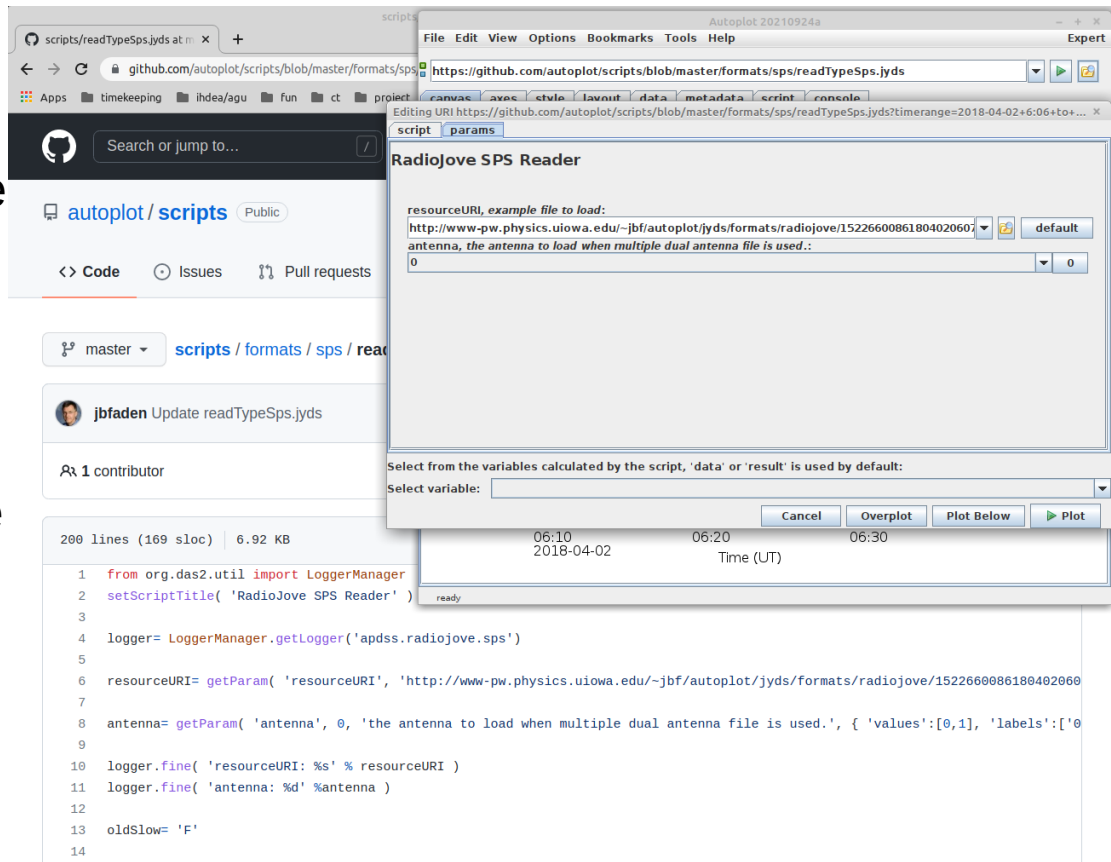 scripts
scripts/readTypeSps.jyds at m
github.com/autoplot/scripts/blob/master/formats/sps
Apps timekeeping ihdea/agu fun ct project
Search or jump to… /
e
autoplot / scripts Public
<> Code Issues Pull requests
master scripts / formats / sps / read
jbfaden Update readTypeSps.jyds
1 contributor
e
200 lines (169 sloc) 6.92 KB
1 from org.das2.util import LoggerManager
2 setScriptTitle( 'RadioJove SPS Reader' )
3
4 logger= LoggerManager.getLogger('apdss.radiojove.sps')
5
6 resourceURI= getParam( 'resourceURI', 'http://www-pw.physics.uiowa.edu/~jbf/autoplot/jyds/formats/radiojove/1522660086180402060
7
8 antenna= getParam( 'antenna', 0, 'the antenna to load when multiple dual antenna file is used.', { 'values':[0,1], 'labels':['0
9
10 logger.fine( 'resourceURI: %s' % resourceURI )
11 logger.fine( 'antenna: %d' %antenna )
12
13 oldSlow= 'F'
14
Autoplot 20210924a
File Edit View Options Bookmarks Tools Help Expert
https://github.com/autoplot/scripts/blob/master/formats/sps/readTypeSps.jyds
canvas axes style layout data metadata script console
Editing URI https://github.com/autoplot/scripts/blob/master/formats/sps/readTypeSps.jyds?timerange=2018-04-02+6:06+to+...
script params
RadioJove SPS Reader
resourceURI, example file to load:
http://www-pw.physics.uiowa.edu/~jbf/autoplot/jyds/formats/radiojove/15226600861804020607 default
antenna, the antenna to load when multiple dual antenna file is used.:
0 0
Select from the variables calculated by the script, 'data' or 'result' is used by default:
Select variable:
Cancel Overplot Plot Below Plot
06:10 06:20 06:30
2018-04-02
Time (UT)
ready